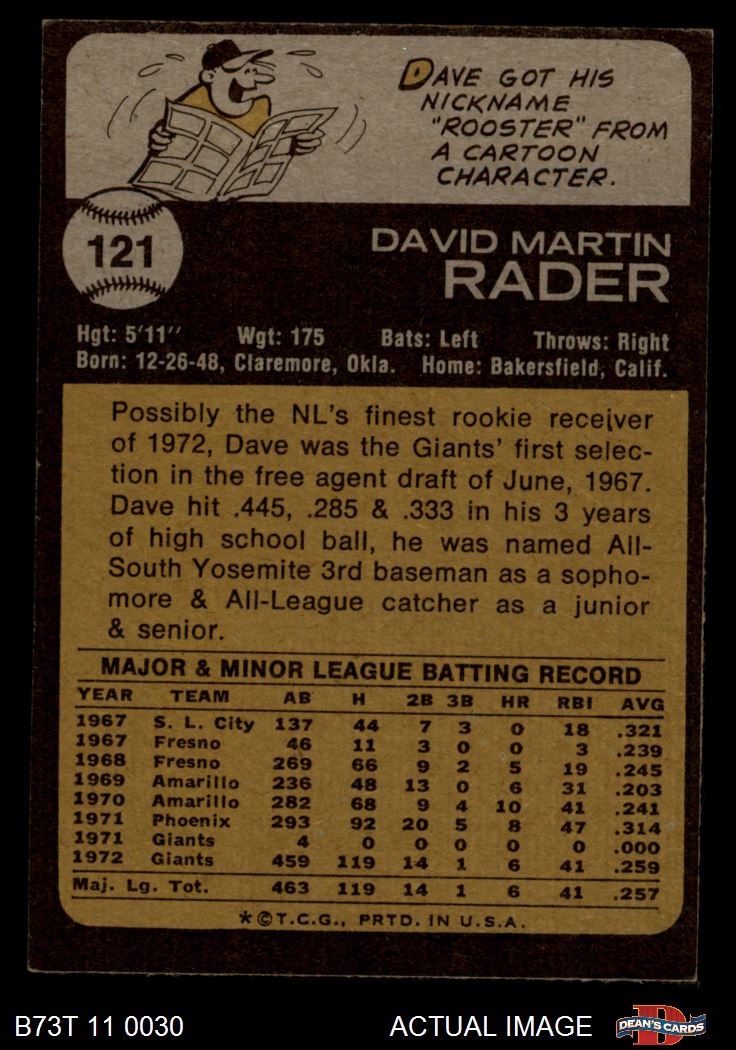 DAVE GOT HIS
NICKNAME
"ROOSTER" FROM
A CARTOON
CHARACTER.
121
DAVID MARTIN
RADER
Hgt: 5'11" Wgt: 175 Bats: Left Throws: Right
Born: 12-26-48, Claremore, Okla. Home: Bakersfield, Calif.
Possibly the NL's finest rookie receiver
of 1972, Dave was the Giants' first selec-
tion in the free agent draft of June, 1967.
Dave hit .445, .285 & .333 in his 3 years
of high school ball, he was named All-
South Yosemite 3rd baseman as a sopho-
more & All-League catcher as a junior
& senior.
MAJOR & MINOR LEAGUE BATTING RECORD
YEAR TEAM AB H 2B 3B HR RBI AVG
1967 S. L. City 137 44 7 3 0 18 .321
1967 Fresno 46 11 3 0 0 3 .239
1968 Fresno 269 66 9 2 5 19 .245
1969 Amarillo 236 48 13 0 6 31 .203
1970 Amarillo 282 68 9 4 10 41 .241
1971 Phoenix 293 92 20 5 8 47 .314
1971 Giants 4 0 0 0 0 0 .000
1972 Giants 459 119 14 1 6 41 .259
Maj. Lg. Tot. 463 119 14 1 6 41 .257
*©T.C.G., PRTD. IN U.S.A.
B73T 11 0030 ACTUAL IMAGE DEAN'S CARDS